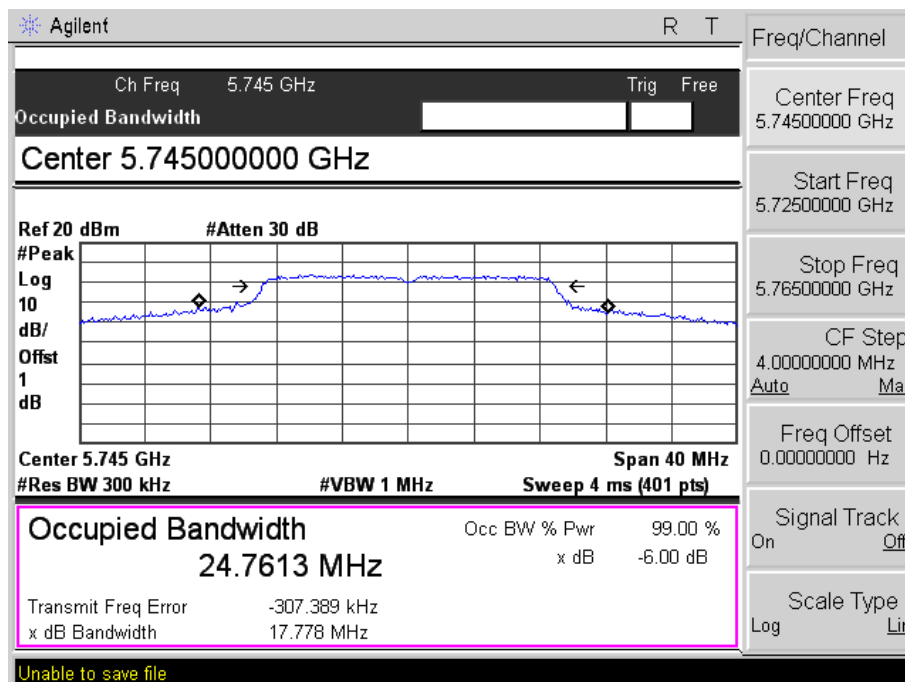 Agilent
R T
Ch Freq 5.745 GHz
Trig Free
Occupied Bandwidth
Center 5.745000000 GHz
Ref 20 dBm
#Atten 30 dB
#Peak
Log
10
dB/
Offst
1
dB
Center 5.745 GHz
Span 40 MHz
#Res BW 300 kHz
#VBW 1 MHz
Sweep 4 ms (401 pts)
Occupied Bandwidth
24.7613 MHz
Occ BW % Pwr 99.00 %
x dB -6.00 dB
Transmit Freq Error -307.389 kHz
x dB Bandwidth 17.778 MHz
Unable to save file
Freq/Channel
Center Freq
5.74500000 GHz
Start Freq
5.72500000 GHz
Stop Freq
5.76500000 GHz
CF Step
4.00000000 MHz
Auto Ma
Freq Offset
0.00000000 Hz
Signal Track
On Off
Scale Type
Log Lin